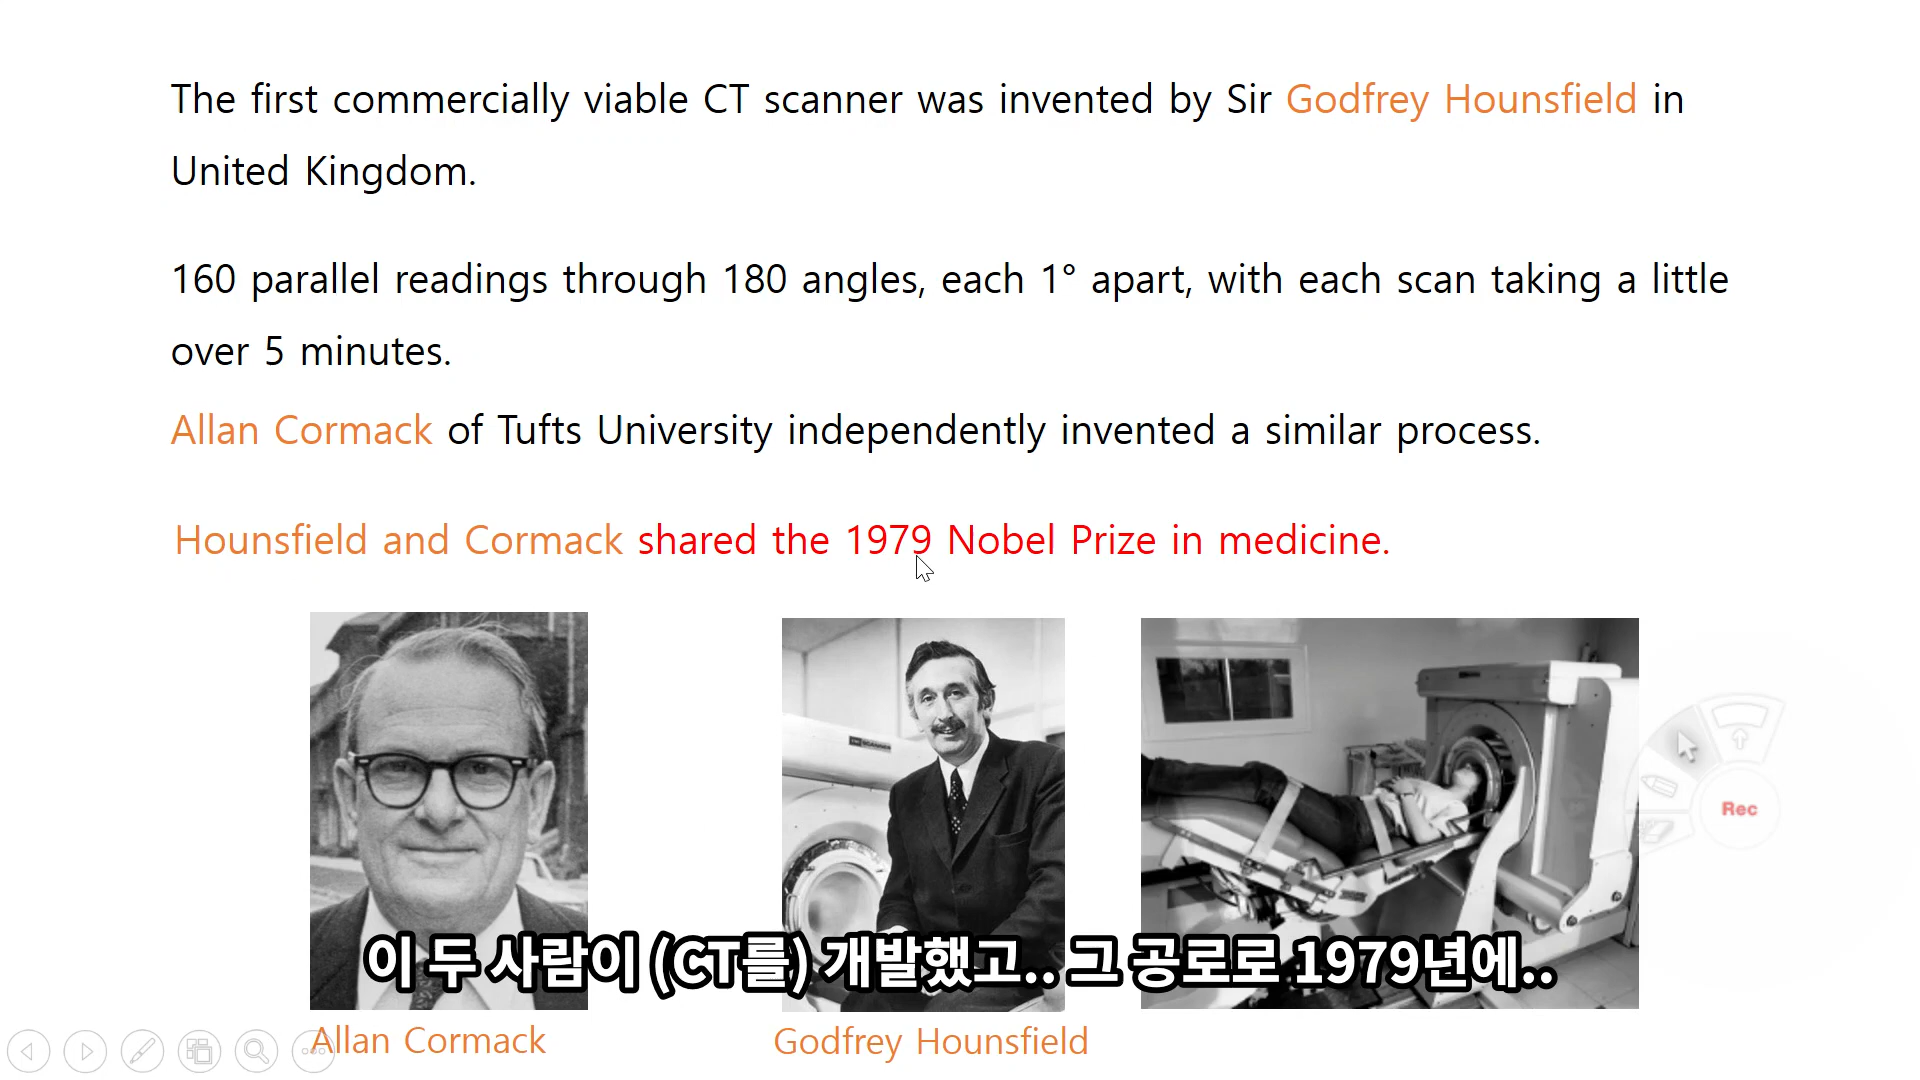 The first commercially viable CT scanner was invented by Sir Godfrey Hounsfield in
United Kingdom.
160 parallel readings through 180 angles, each 1° apart, with each scan taking a little
over 5 minutes.
Allan Cormack of Tufts University independently invented a similar process.
Hounsfield and Cormack shared the 1979 Nobel Prize in medicine.
Rec
이 두 사람이 (CT를) 개발했고.. 그 공로로 1979년에..
Allan Cormack
Godfrey Hounsfield